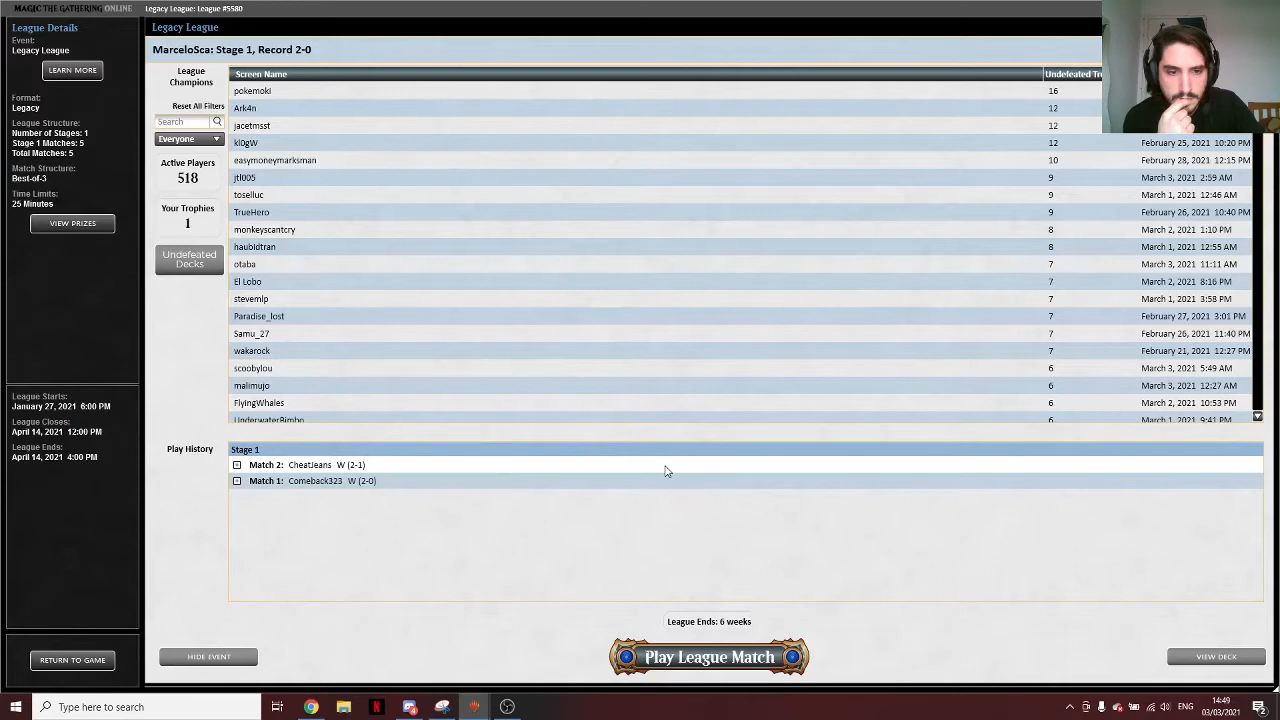 MAGIC THE GATHERING ONLINE
Legacy League: League #5580
League Details
Event:
Legacy League
LEARN MORE
Format:
Legacy
League Structure:
Number of Stages: 1
Stage 1 Matches: 5
Total Matches: 5
Match Structure:
Best-of-3
Time Limits:
25 Minutes
VIEW PRIZES
League Starts:
January 27, 2021 6:00 PM
League Closes:
April 14, 2021 12:00 PM
League Ends:
April 14, 2021 4:00 PM
RETURN TO GAME
Legacy League
MarceloSca: Stage 1, Record 2-0
League
Champions
Reset All Filters
Search
Everyone
Active Players
518
Your Trophies
1
Undefeated
Decks
Screen Name Undefeated Tro
pokemoki 16
Ark4n 12
jacetmsst 12
kl0gW 12 February 25, 2021 10:20 PM
easymoneymarksman 10 February 28, 2021 12:15 PM
jtl005 9 March 3, 2021 2:59 AM
toselluc 9 March 1, 2021 12:46 AM
TrueHero 9 February 26, 2021 10:40 PM
monkeyscantcry 8 March 2, 2021 1:10 PM
haubidtran 8 March 1, 2021 12:55 AM
otaba 7 March 3, 2021 11:11 AM
El Lobo 7 March 2, 2021 8:16 PM
stevemlp 7 March 1, 2021 3:58 PM
Paradise_lost 7 February 27, 2021 3:01 PM
Samu_27 7 February 26, 2021 11:40 PM
wakarock 7 February 21, 2021 12:27 PM
scoobylou 6 March 3, 2021 5:49 AM
malimujo 6 March 3, 2021 12:27 AM
FlyingWhales 6 March 2, 2021 10:53 PM
UnderwaterBimbo 6 March 1, 2021 9:41 PM
Play History
Stage 1
Match 2: CheatJeans W (2-1)
Match 1: Comeback323 W (2-0)
League Ends: 6 weeks
HIDE EVENT
Play League Match
VIEW DECK
Type here to search
ENG
14:49
03/03/2021